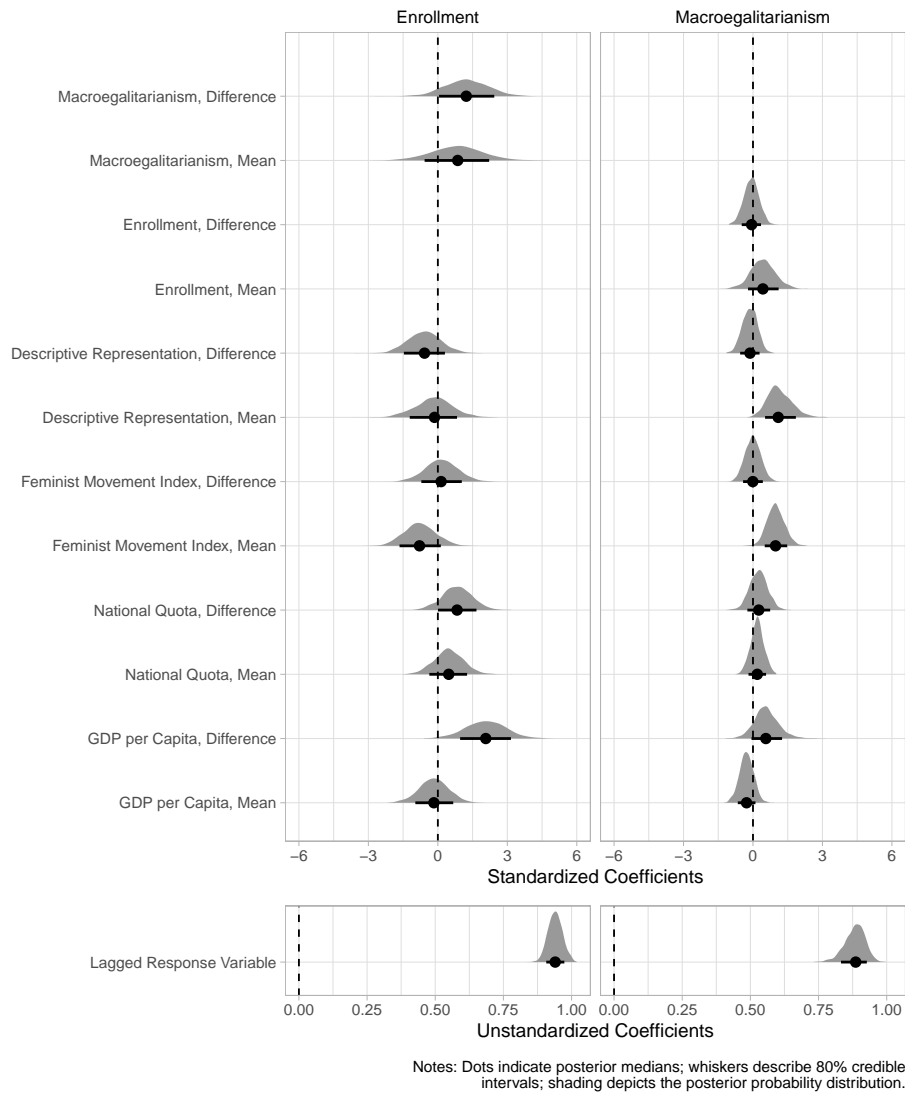 Enrollment
Macroegalitarianism
Macroegalitarianism, Difference
Macroegalitarianism, Mean
Enrollment, Difference
Enrollment, Mean
Descriptive Representation, Difference
Descriptive Representation, Mean
Feminist Movement Index, Difference
Feminist Movement Index, Mean
National Quota, Difference
National Quota, Mean
GDP per Capita, Difference
GDP per Capita, Mean
−6 −3 0 3 6 −6 −3 0 3 6
Standardized Coefficients
Lagged Response Variable
0.00 0.25 0.50 0.75 1.00 0.00 0.25 0.50 0.75 1.00
Unstandardized Coefficients
Notes: Dots indicate posterior medians; whiskers describe 80% credible
intervals; shading depicts the posterior probability distribution.